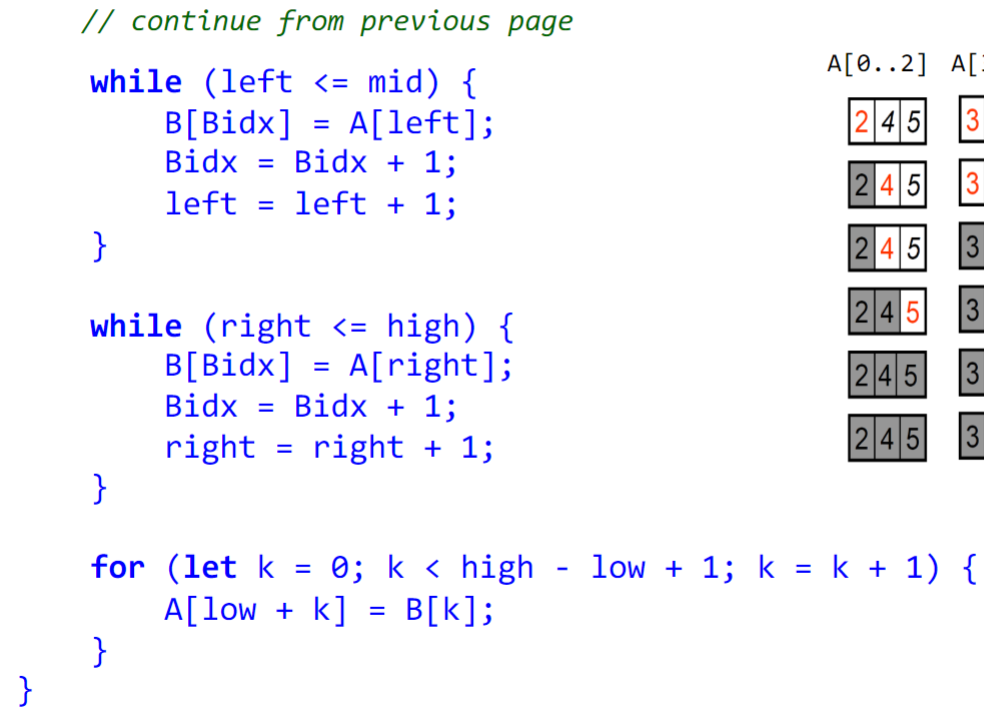 // continue from previous page
while (left <= mid) {
B[Bidx] = A[left];
Bidx = Bidx + 1;
left = left + 1;
}
while (right <= high) {
B[Bidx] = A[right];
Bidx = Bidx + 1;
right = right + 1;
}
for (let k = 0; k < high - low + 1; k = k + 1) {
A[low + k] = B[k];
}
}
A[0..2] A[
2 4 5 3
2 4 5 3
2 4 5 3
2 4 5 3
2 4 5 3
2 4 5 3